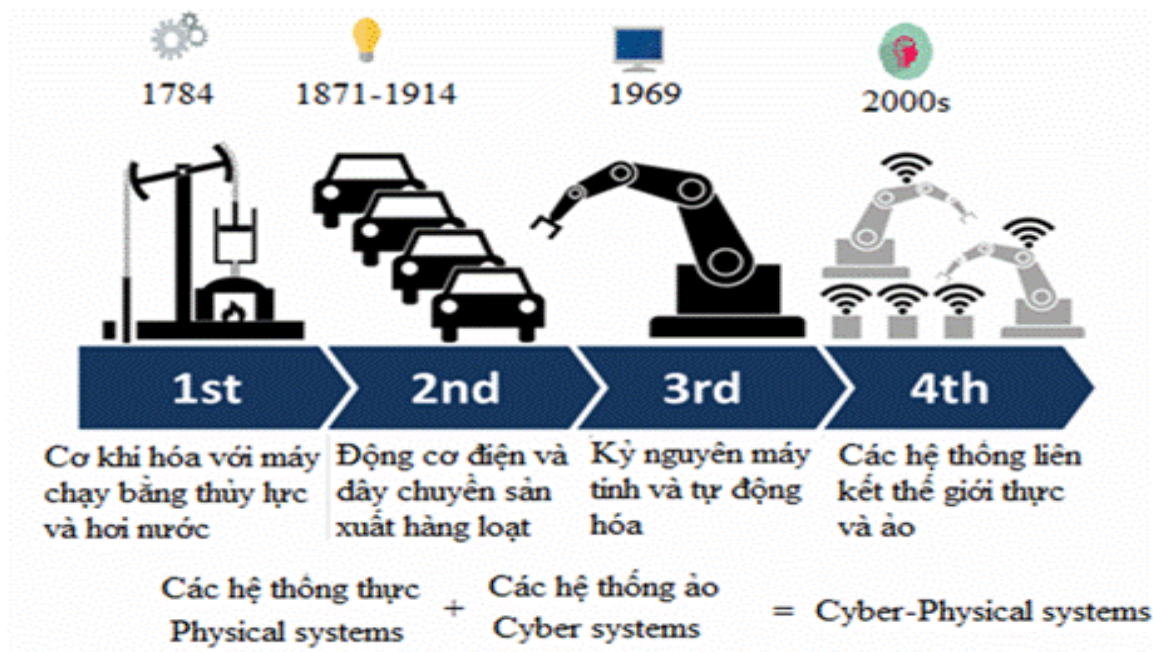 1784
1871-1914
1969
2000s
1st
2nd
3rd
4th
Cơ khí hóa với máy
chạy bằng thủy lực
và hơi nước
Động cơ điện và
dây chuyền sản
xuất hàng loạt
Kỷ nguyên máy
tính và tự động
hóa
Các hệ thống liên
kết thế giới thực
và ảo
Các hệ thống thực
Physical systems
+
Các hệ thống ảo
Cyber systems
= Cyber-Physical systems